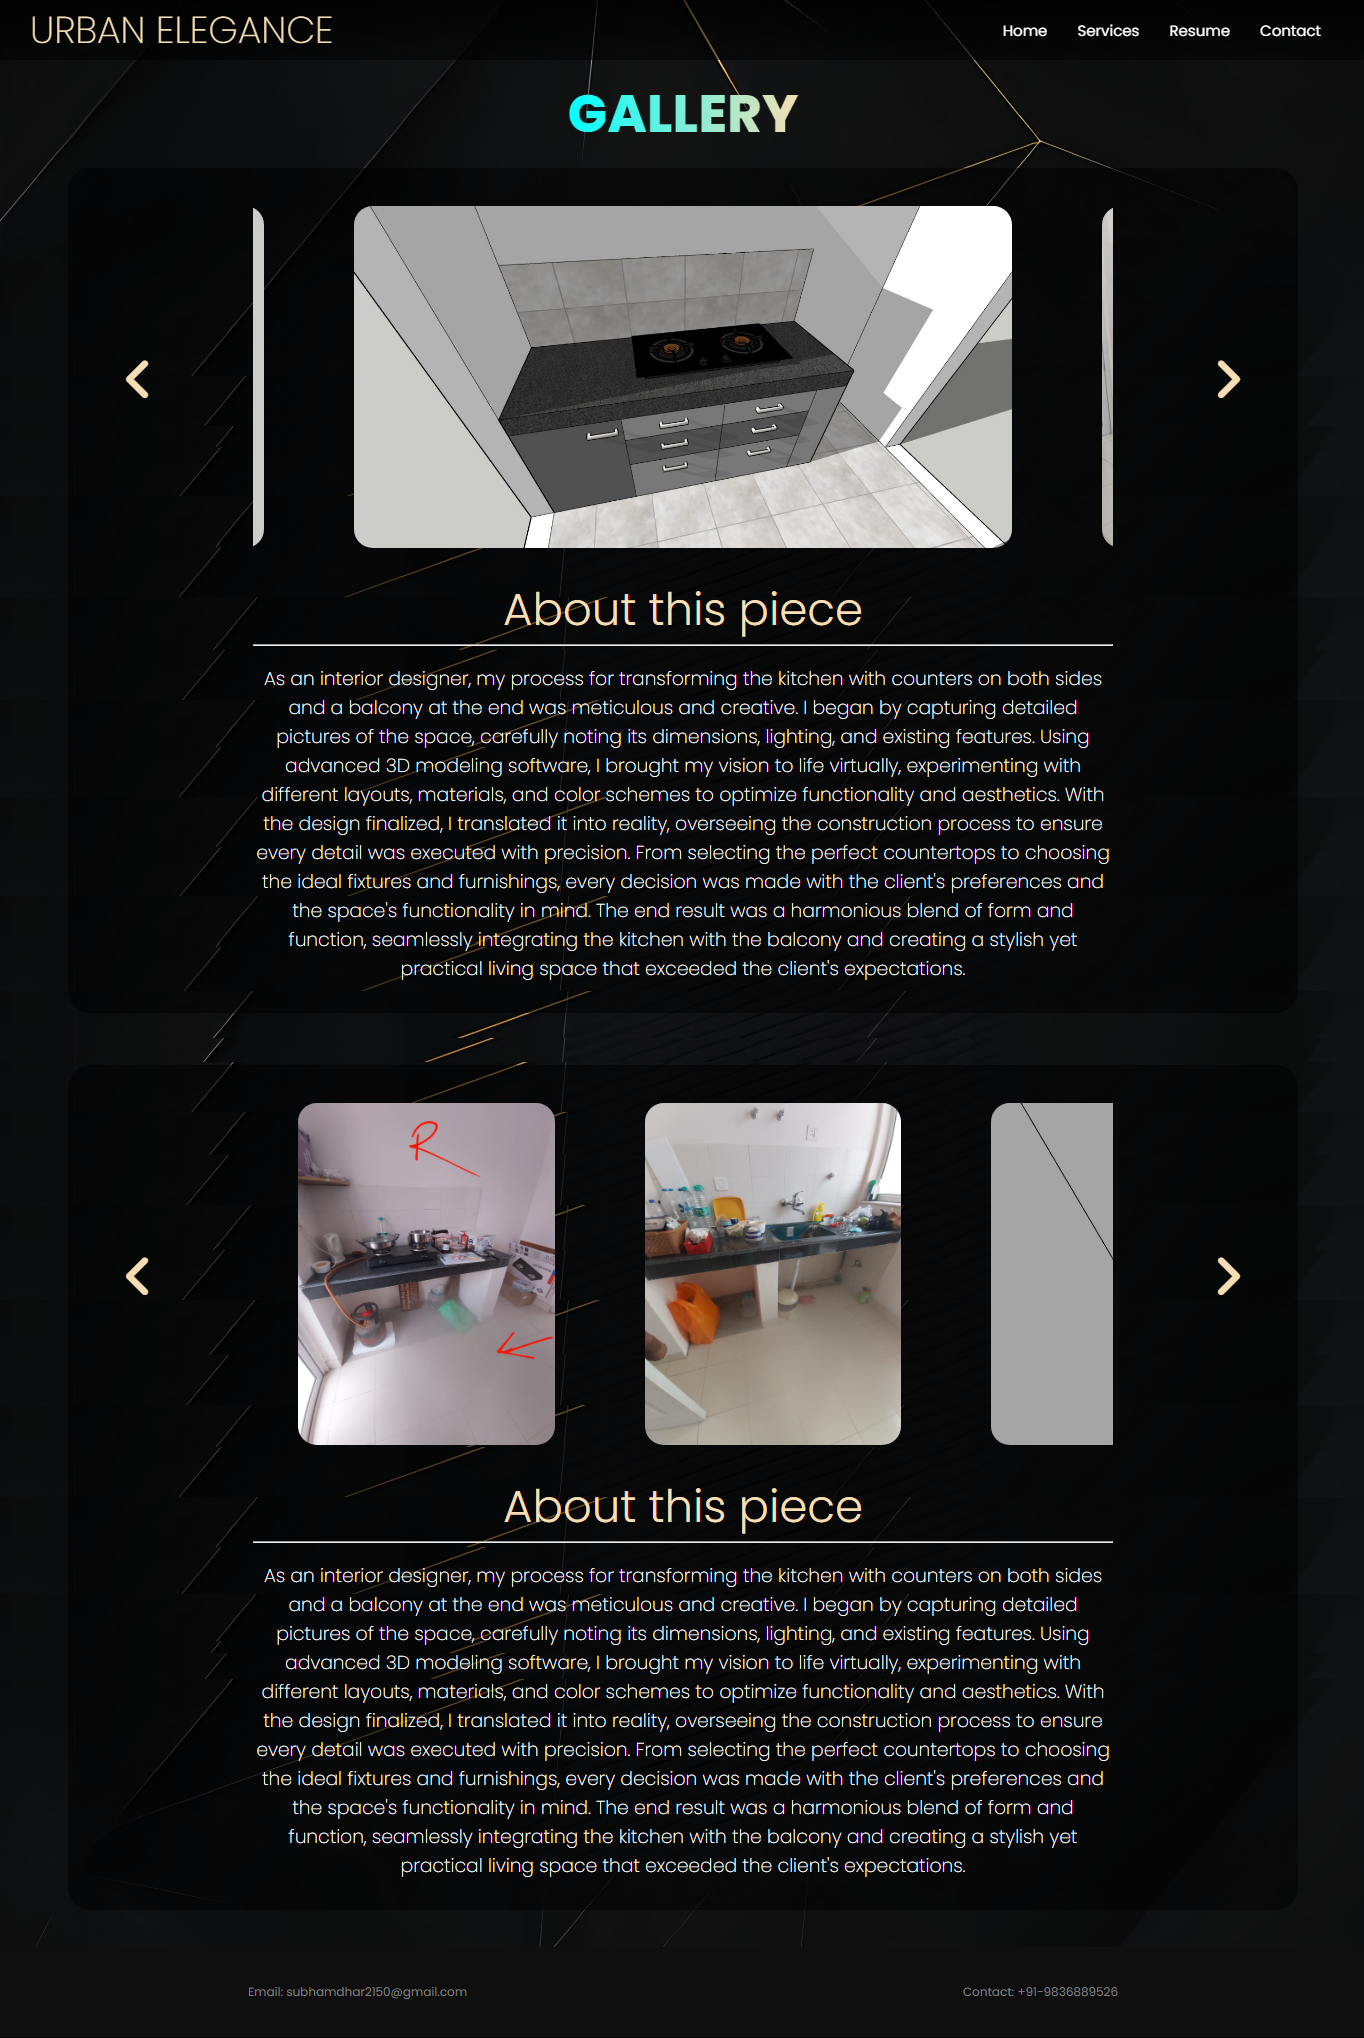 URBAN ELEGANCE
Home Services Resume Contact
GALLERY
About this piece
As an interior designer, my process for transforming the kitchen with counters on both sides
and a balcony at the end was meticulous and creative. I began by capturing detailed
pictures of the space, carefully noting its dimensions, lighting, and existing features. Using
advanced 3D modeling software, I brought my vision to life virtually, experimenting with
different layouts, materials, and color schemes to optimize functionality and aesthetics. With
the design finalized, I translated it into reality, overseeing the construction process to ensure
every detail was executed with precision. From selecting the perfect countertops to choosing
the ideal fixtures and furnishings, every decision was made with the client's preferences and
the space's functionality in mind. The end result was a harmonious blend of form and
function, seamlessly integrating the kitchen with the balcony and creating a stylish yet
practical living space that exceeded the client's expectations.
R
About this piece
As an interior designer, my process for transforming the kitchen with counters on both sides
and a balcony at the end was meticulous and creative. I began by capturing detailed
pictures of the space, carefully noting its dimensions, lighting, and existing features. Using
advanced 3D modeling software, I brought my vision to life virtually, experimenting with
different layouts, materials, and color schemes to optimize functionality and aesthetics. With
the design finalized, I translated it into reality, overseeing the construction process to ensure
every detail was executed with precision. From selecting the perfect countertops to choosing
the ideal fixtures and furnishings, every decision was made with the client's preferences and
the space's functionality in mind. The end result was a harmonious blend of form and
function, seamlessly integrating the kitchen with the balcony and creating a stylish yet
practical living space that exceeded the client's expectations.
Email: subhamdhar2150@gmail.com
Contact: +91-9836889526